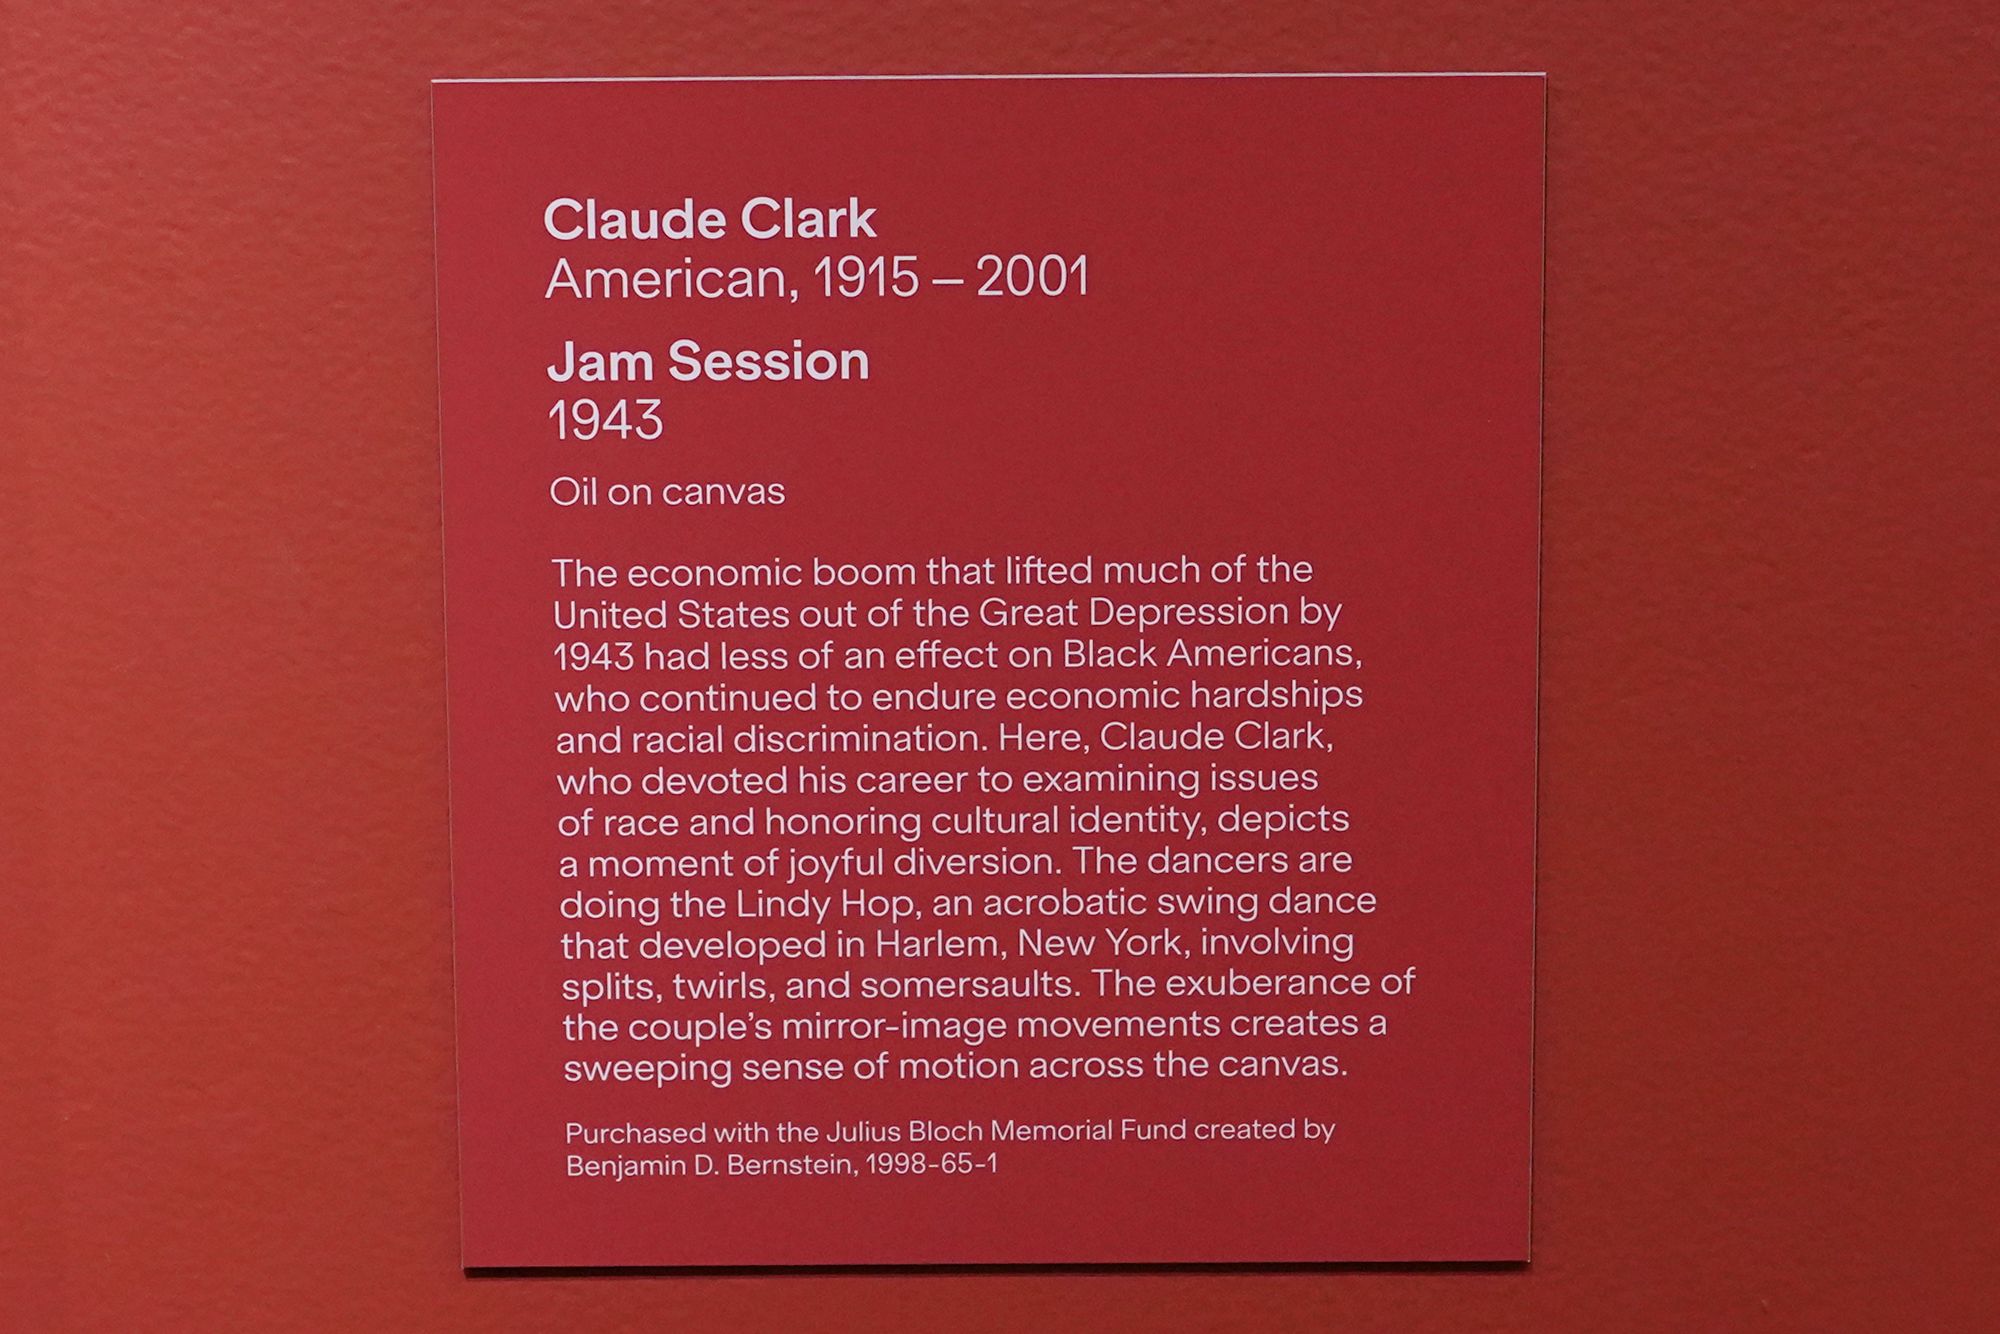 Claude Clark
American, 1915 – 2001
Jam Session
1943
Oil on canvas
The economic boom that lifted much of the
United States out of the Great Depression by
1943 had less of an effect on Black Americans,
who continued to endure economic hardships
and racial discrimination. Here, Claude Clark,
who devoted his career to examining issues
of race and honoring cultural identity, depicts
a moment of joyful diversion. The dancers are
doing the Lindy Hop, an acrobatic swing dance
that developed in Harlem, New York, involving
splits, twirls, and somersaults. The exuberance of
the couple’s mirror-image movements creates a
sweeping sense of motion across the canvas.
Purchased with the Julius Bloch Memorial Fund created by
Benjamin D. Bernstein, 1998-65-1